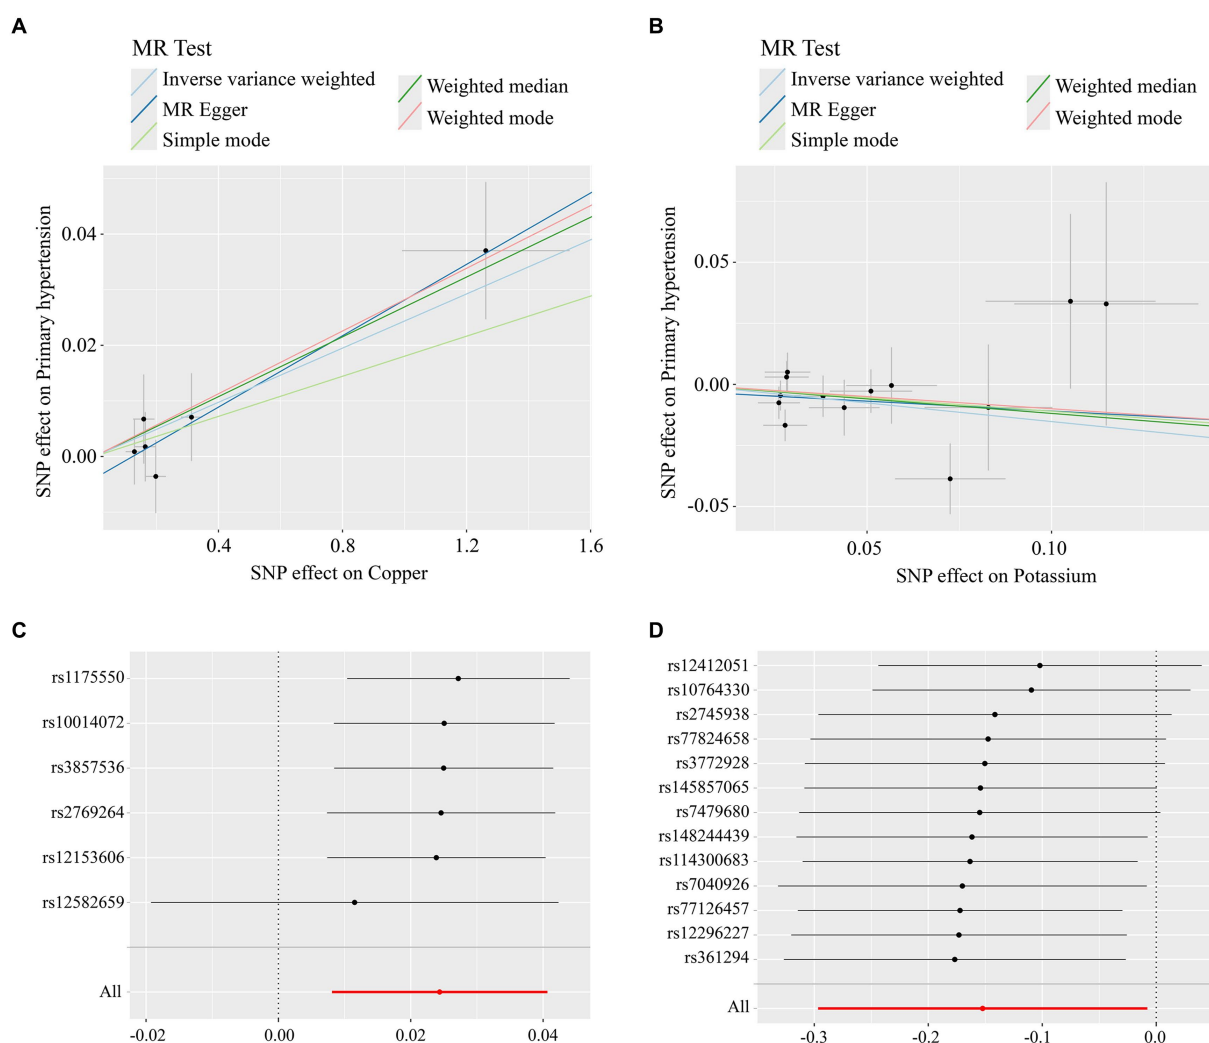 A
MR Test
Inverse variance weighted
MR Egger
Simple mode
Weighted median
Weighted mode
SNP effect on Primary hypertension
0.04
0.02
0.00
0.4
0.8
1.2
1.6
SNP effect on Copper
B
MR Test
Inverse variance weighted
MR Egger
Simple mode
Weighted median
Weighted mode
SNP effect on Primary hypertension
0.05
0.00
-0.05
0.05
0.10
SNP effect on Potassium
C
rs1175550
rs10014072
rs3857536
rs2769264
rs12153606
rs12582659
All
-0.02
0.00
0.02
0.04
D
rs12412051
rs10764330
rs2745938
rs77824658
rs3772928
rs145857065
rs7479680
rs148244439
rs114300683
rs7040926
rs77126457
rs12296227
rs361294
All
-0.3
-0.2
-0.1
0.0